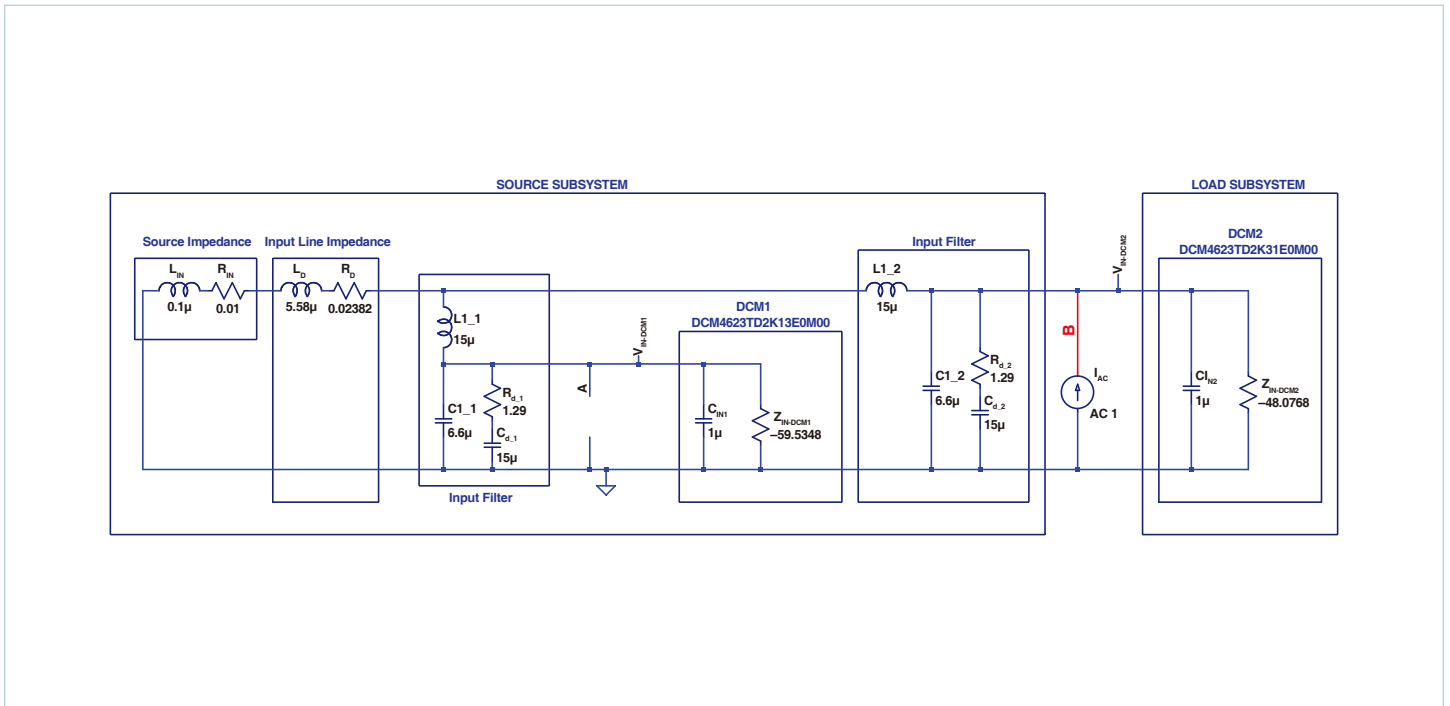 SOURCE SUBSYSTEM
LOAD SUBSYSTEM
Source Impedance
Input Line Impedance
Input Filter
DCM2
DCM4623TD2K31E0M00
LIN
RIN
0.1µ
0.01
LD
RD
5.58µ
0.02382
L1_1
15µ
C1_1
6.6µ
Rd_1
1.29
Cd_1
15µ
Input Filter
A
VIN-DCM1
DCM1
DCM4623TD2K13E0M00
CIN1
1µ
ZIN-DCM1
–59.5348
L1_2
15µ
C1_2
6.6µ
Rd_2
1.29
Cd_2
15µ
B
IAC
AC 1
VIN-DCM2
CIN2
1µ
ZIN-DCM2
–48.0768